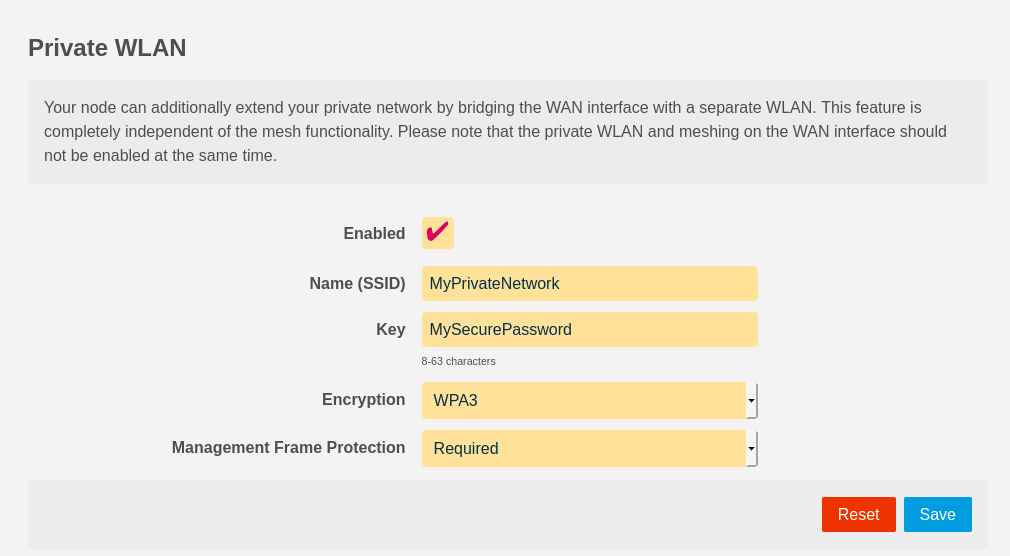 Private WLAN
Your node can additionally extend your private network by bridging the WAN interface with a separate WLAN. This feature is
completely independent of the mesh functionality. Please note that the private WLAN and meshing on the WAN interface should
not be enabled at the same time.
Enabled
Name (SSID) MyPrivateNetwork
Key MySecurePassword
8-63 characters
Encryption WPA3
Management Frame Protection Required
Reset Save